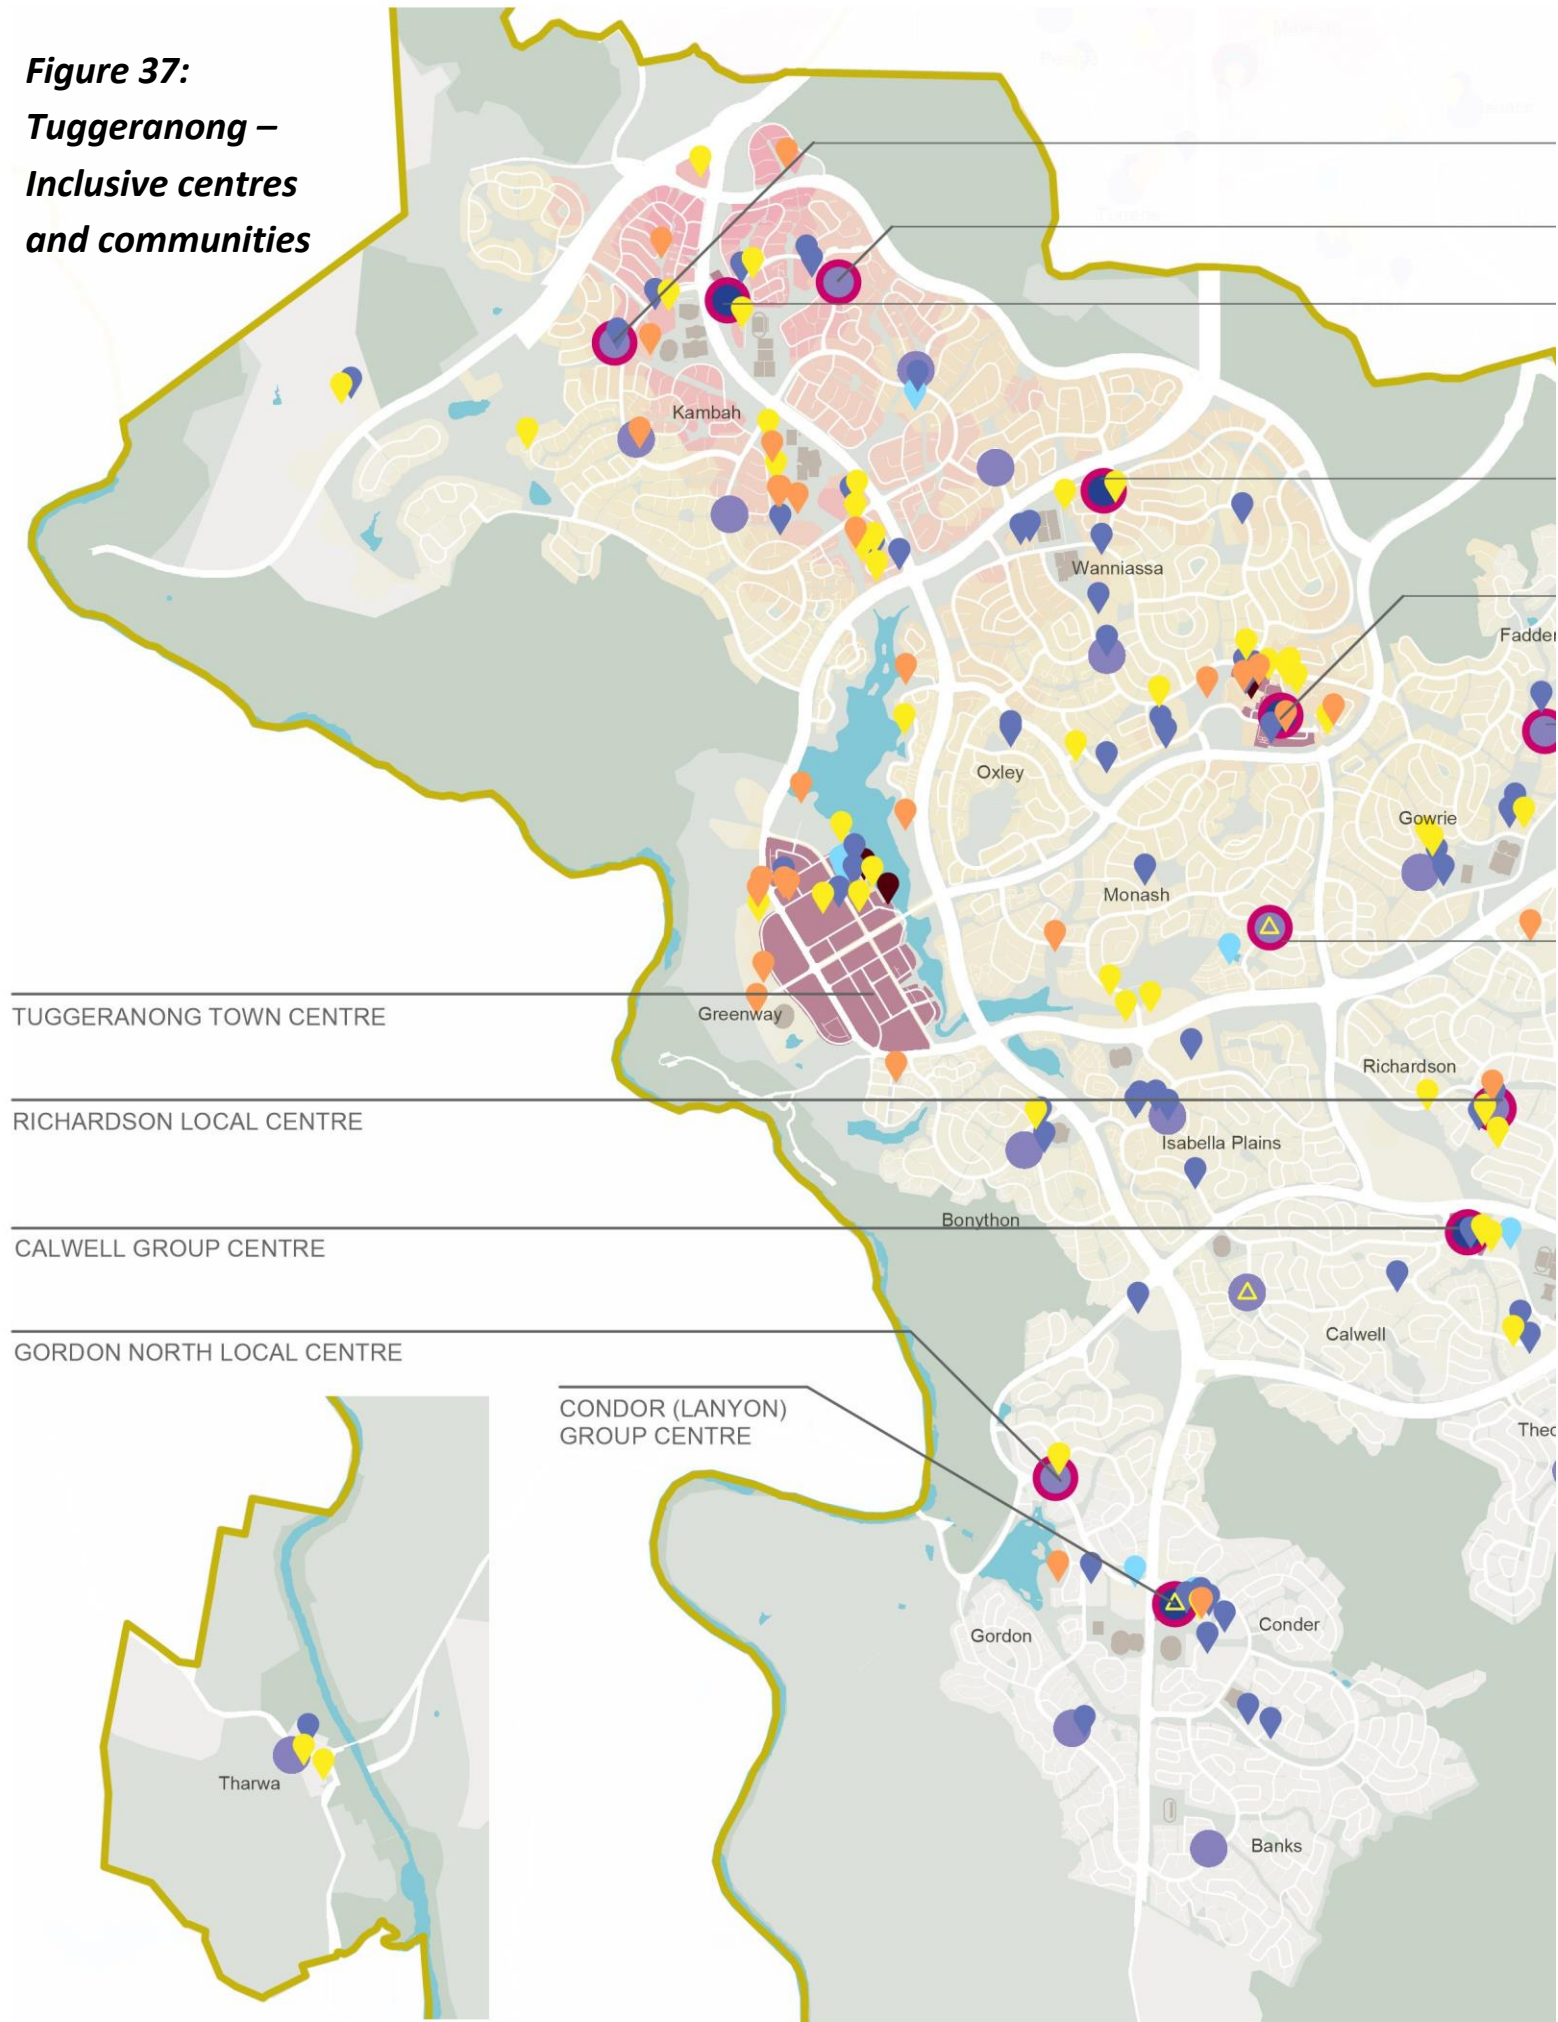 Figure 37:
Tuggeranong –
Inclusive centres
and communities
Kambah
Wanniassa
Fadden
Oxley
Gowrie
Monash
TUGGERANONG TOWN CENTRE
Greenway
Richardson
RICHARDSON LOCAL CENTRE
Isabella Plains
Bonython
CALWELL GROUP CENTRE
Calwell
GORDON NORTH LOCAL CENTRE
CONDOR (LANYON)
GROUP CENTRE
Theo
Gordon
Conder
Tharwa
Banks